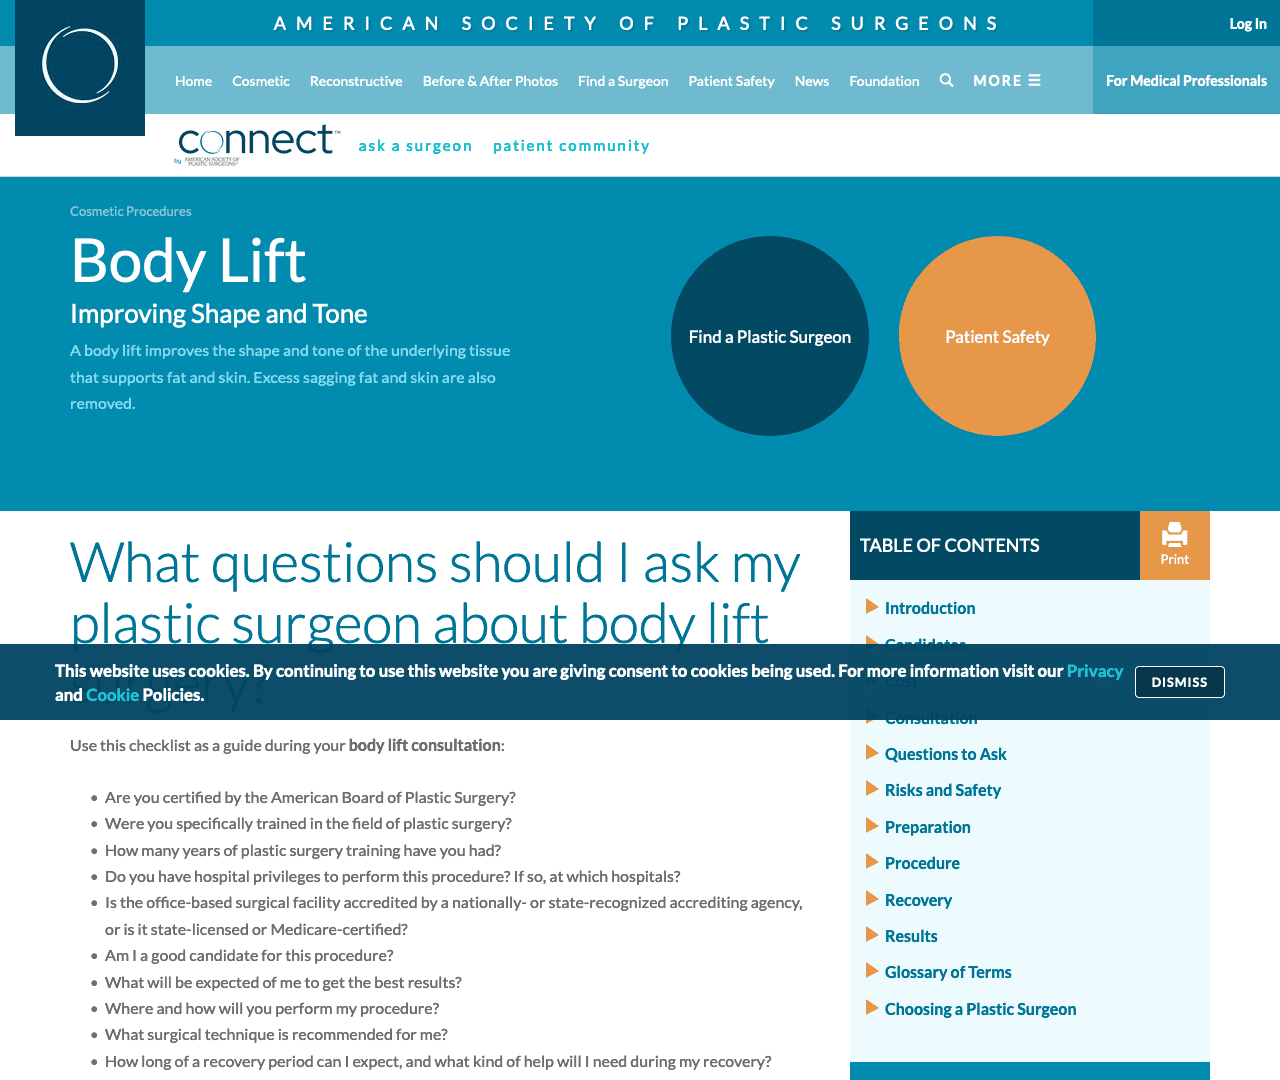 AMERICAN SOCIETY OF PLASTIC SURGEONS
Log In
Home Cosmetic Reconstructive Before & After Photos Find a Surgeon Patient Safety News Foundation MORE
For Medical Professionals
connect™
by AMERICAN SOCIETY OF
PLASTIC SURGEONS®
ask a surgeon patient community
Cosmetic Procedures
Body Lift
Improving Shape and Tone
A body lift improves the shape and tone of the underlying tissue
that supports fat and skin. Excess sagging fat and skin are also
removed.
Find a Plastic Surgeon
Patient Safety
What questions should I ask my
plastic surgeon about body lift
surgery?
TABLE OF CONTENTS
Print
Introduction
Candidates
Cost
Consultation
Questions to Ask
Risks and Safety
Preparation
Procedure
Recovery
Results
Glossary of Terms
Choosing a Plastic Surgeon
This website uses cookies. By continuing to use this website you are giving consent to cookies being used. For more information visit our Privacy
and Cookie Policies.
DISMISS
Use this checklist as a guide during your body lift consultation:
• Are you certified by the American Board of Plastic Surgery?
• Were you specifically trained in the field of plastic surgery?
• How many years of plastic surgery training have you had?
• Do you have hospital privileges to perform this procedure? If so, at which hospitals?
• Is the office-based surgical facility accredited by a nationally- or state-recognized accrediting agency,
or is it state-licensed or Medicare-certified?
• Am I a good candidate for this procedure?
• What will be expected of me to get the best results?
• Where and how will you perform my procedure?
• What surgical technique is recommended for me?
• How long of a recovery period can I expect, and what kind of help will I need during my recovery?